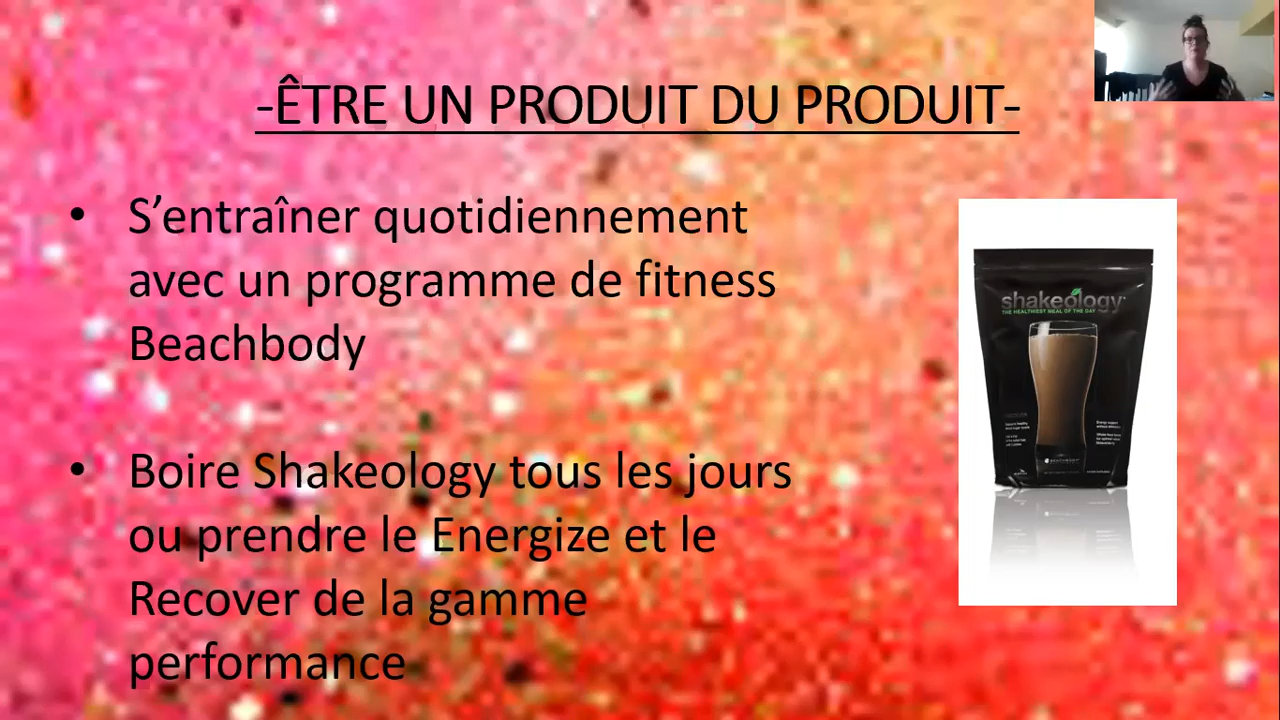 -ÊTRE UN PRODUIT DU PRODUIT-
• S’entraîner quotidiennement
avec un programme de fitness
Beachbody
• Boire Shakeology tous les jours
ou prendre le Energize et le
Recover de la gamme
performance
shakeology
THE HEALTHIEST MEAL OF THE DAY